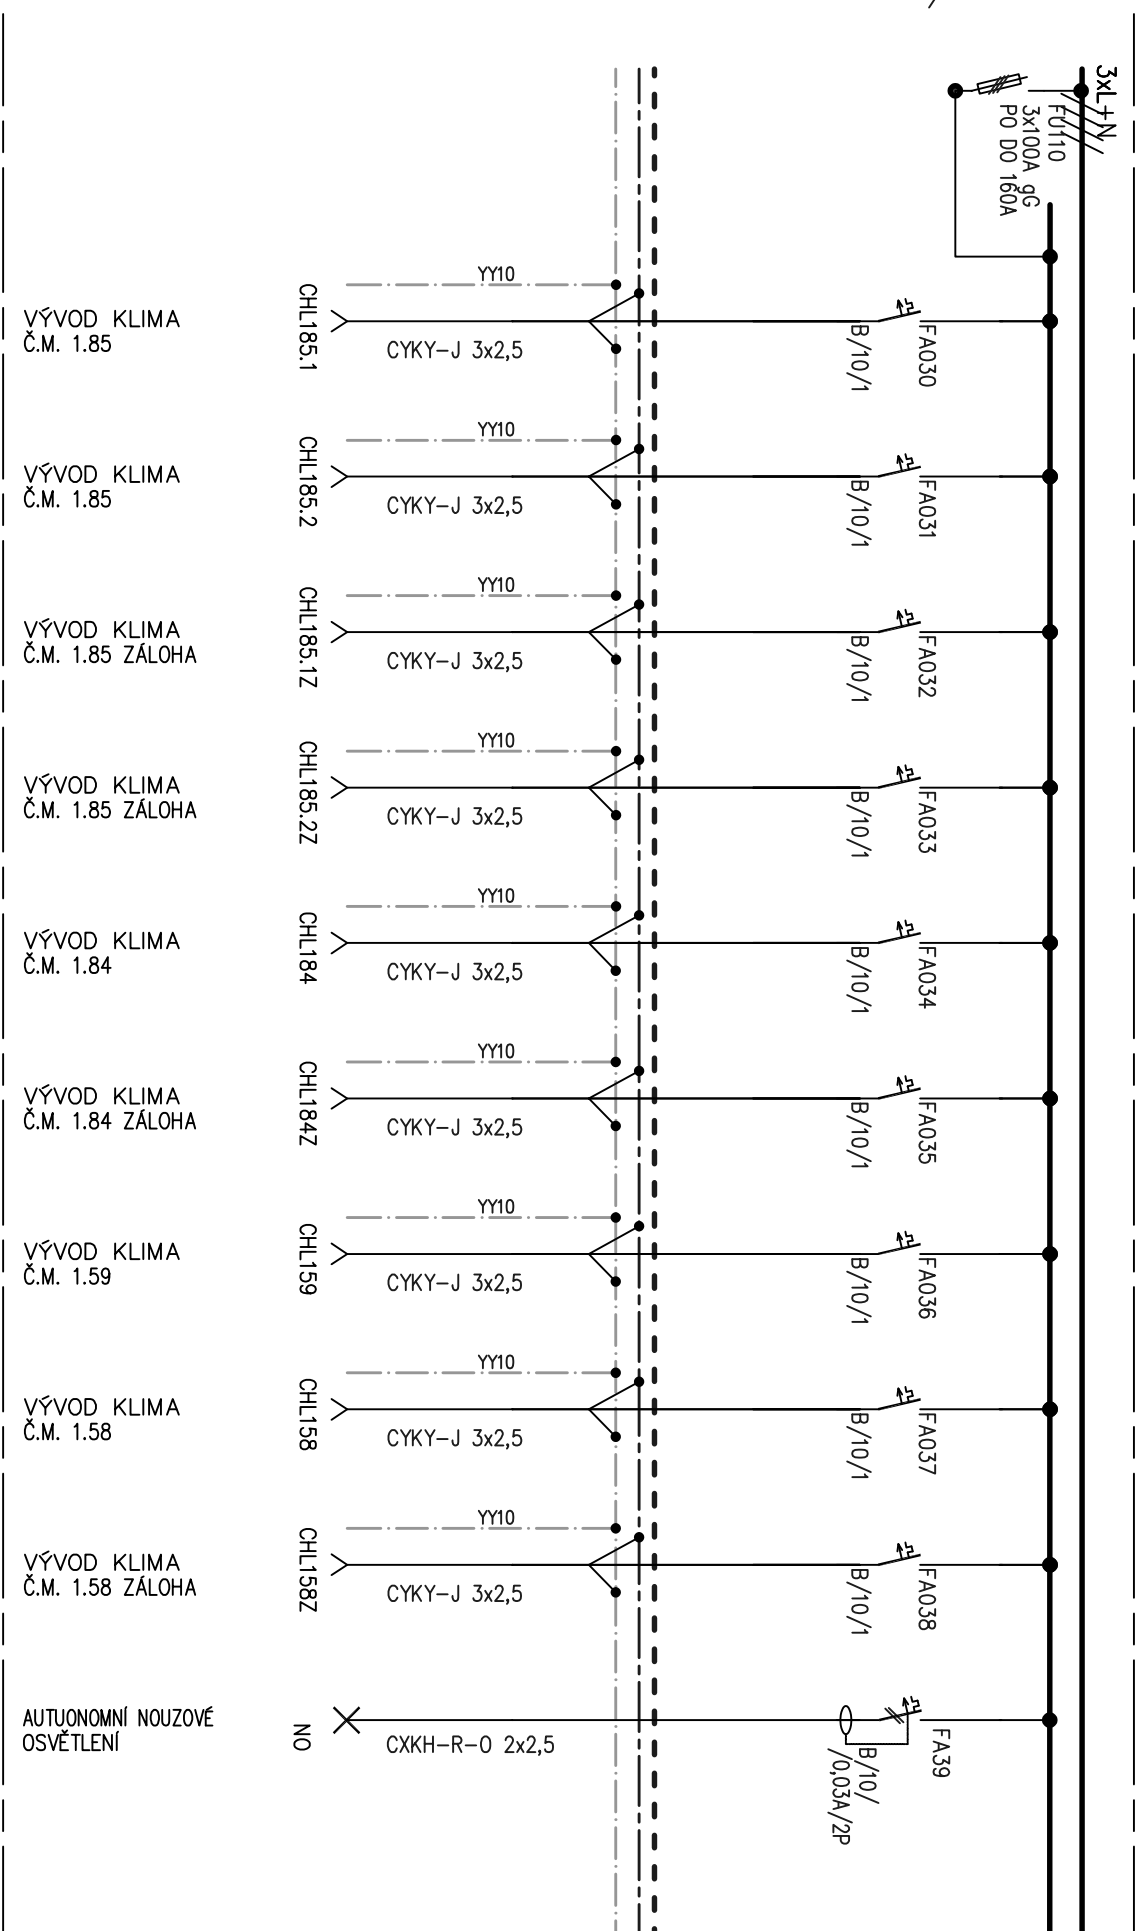 3xL+N
FU110
3x100A gG
PO DO 160A
YY10
VÝVOD KLIMA
Č.M. 1.85
CHL185.1
CYKY-J 3x2,5
B/10/1
FA030
YY10
VÝVOD KLIMA
Č.M. 1.85
CHL185.2
CYKY-J 3x2,5
B/10/1
FA031
YY10
VÝVOD KLIMA
Č.M. 1.85 ZÁLOHA
CHL185.1Z
CYKY-J 3x2,5
B/10/1
FA032
YY10
VÝVOD KLIMA
Č.M. 1.85 ZÁLOHA
CHL185.2Z
CYKY-J 3x2,5
B/10/1
FA033
YY10
VÝVOD KLIMA
Č.M. 1.84
CHL184
CYKY-J 3x2,5
B/10/1
FA034
YY10
VÝVOD KLIMA
Č.M. 1.84 ZÁLOHA
CHL184Z
CYKY-J 3x2,5
B/10/1
FA035
YY10
VÝVOD KLIMA
Č.M. 1.59
CHL159
CYKY-J 3x2,5
B/10/1
FA036
YY10
VÝVOD KLIMA
Č.M. 1.58
CHL158
CYKY-J 3x2,5
B/10/1
FA037
YY10
VÝVOD KLIMA
Č.M. 1.58 ZÁLOHA
CHL158Z
CYKY-J 3x2,5
B/10/1
FA038
AUTUONOMNÍ NOUZOVÉ
OSVĚTLENÍ
NO
CXKH-R-O 2x2,5
B/10/
/0,03A/2P
FA39